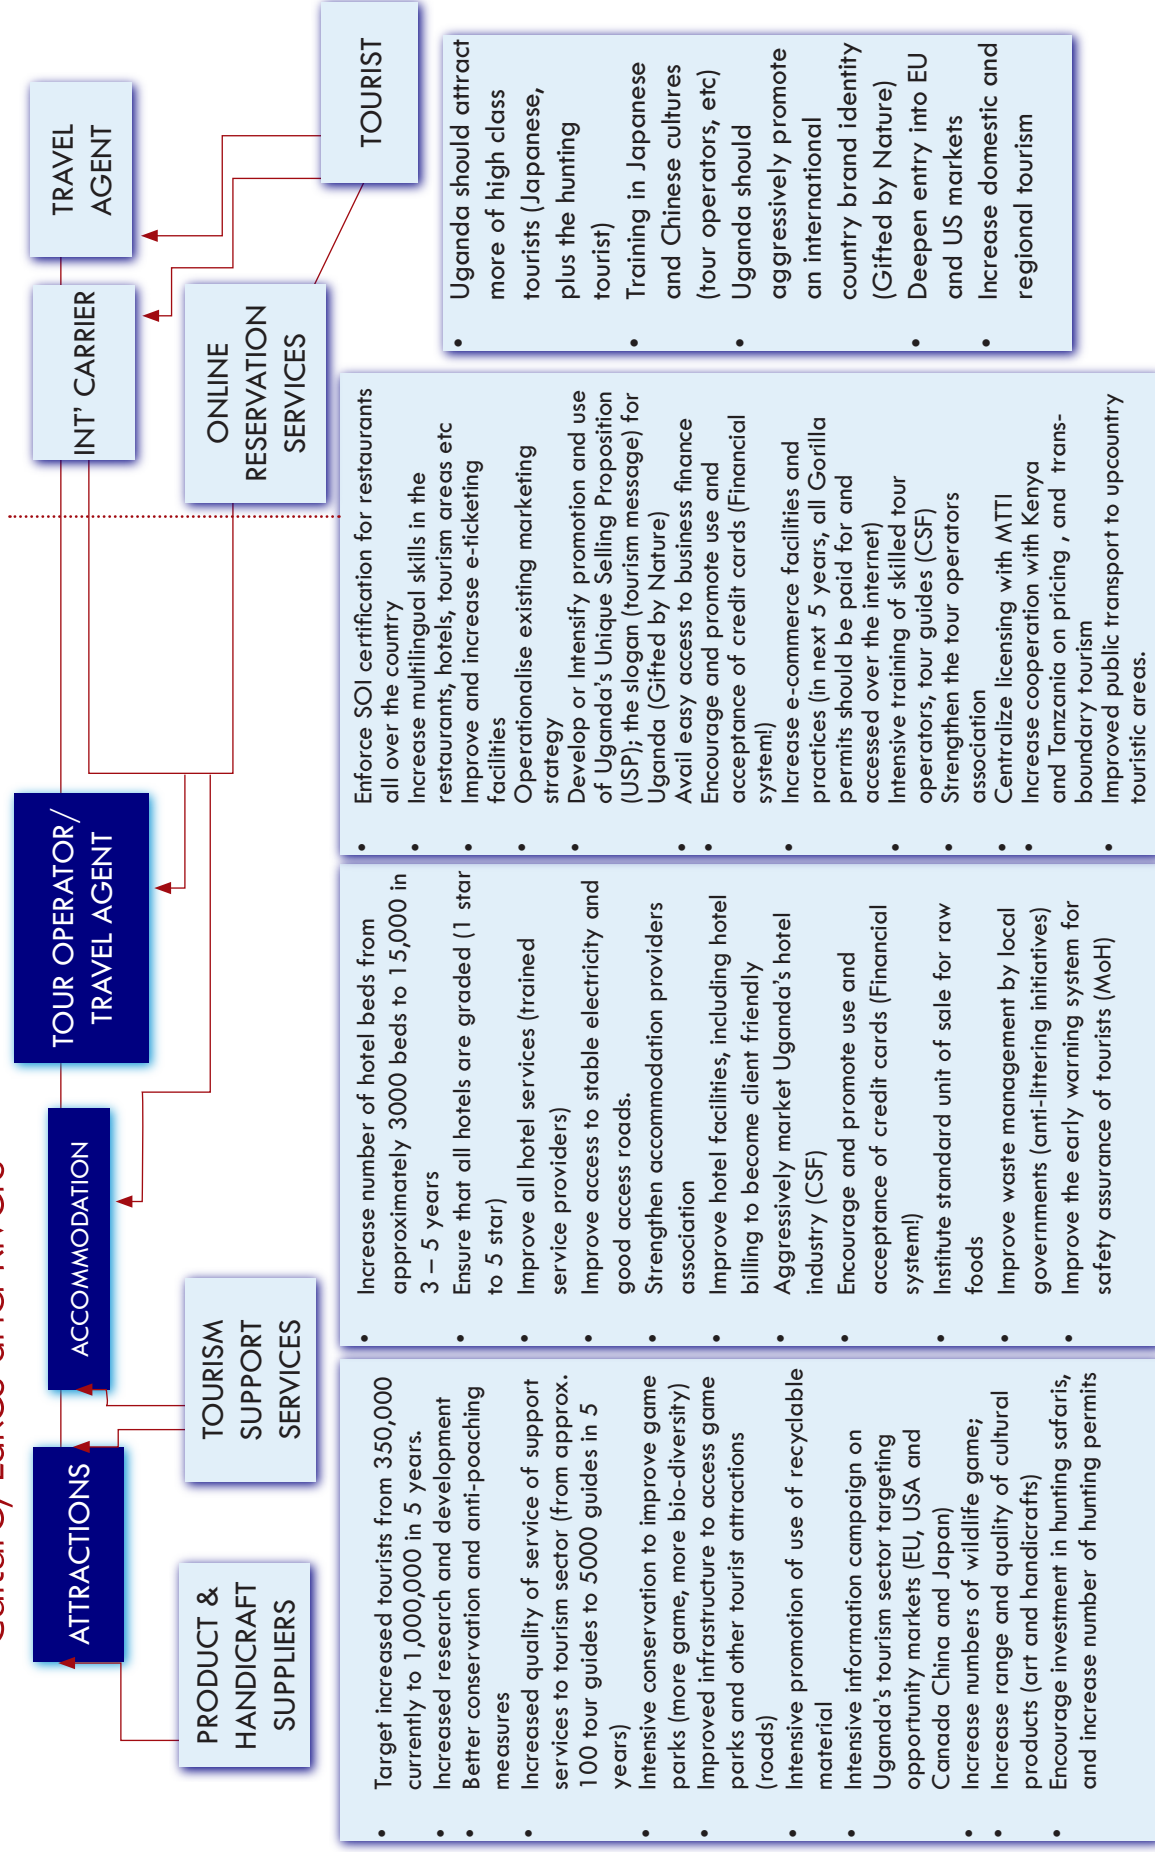 ATTRACTIONS
ACCOMMODATION
TOUR OPERATOR/
TRAVEL AGENT
INT' CARRIER
TRAVEL
AGENT
PRODUCT &
HANDICRAFT
SUPPLIERS
TOURISM
SUPPORT
SERVICES
ONLINE
RESERVATION
SERVICES
TOURIST
• Target increased tourists from 350,000
currently to 1,000,000 in 5 years.
• Increased research and development
• Better conservation and anti-poaching
measures
• Increased quality of service of support
services to tourism sector (from approx.
100 tour guides to 5000 guides in 5
years)
• Intensive conservation to improve game
parks (more game, more bio-diversity)
• Improved infrastructure to access game
parks and other tourist attractions
(roads)
• Intensive promotion of use of recyclable
material
• Intensive information campaign on
Uganda's tourism sector targeting
opportunity markets (EU, USA and
Canada China and Japan)
• Increase numbers of wildlife game;
• Increase range and quality of cultural
products (art and handicrafts)
• Encourage investment in hunting safaris,
and increase number of hunting permits
• Increase number of hotel beds from
approximately 3000 beds to 15,000 in
3 – 5 years
• Ensure that all hotels are graded (1 star
to 5 star)
• Improve all hotel services (trained
service providers)
• Improve access to stable electricity and
good access roads.
• Strengthen accommodation providers
association
• Improve hotel facilities, including hotel
billing to become client friendly
• Aggressively market Uganda's hotel
industry (CSF)
• Encourage and promote use and
acceptance of credit cards (Financial
system!)
• Institute standard unit of sale for raw
foods
• Improve waste management by local
governments (anti-littering initiatives)
• Improve the early warning system for
safety assurance of tourists (MoH)
• Enforce SOI certification for restaurants
all over the country
• Increase multilingual skills in the
restaurants, hotels, tourism areas etc
• Improve and increase e-ticketing
facilities
• Operationalise existing marketing
strategy
• Develop or Intensify promotion and use
of Uganda's Unique Selling Proposition
(USP); the slogan (tourism message) for
Uganda (Gifted by Nature)
• Avail easy access to business finance
• Encourage and promote use and
acceptance of credit cards (Financial
system!)
• Increase e-commerce facilities and
practices (in next 5 years, all Gorilla
permits should be paid for and
accessed over the internet)
• Intensive training of skilled tour
operators, tour guides (CSF)
• Strengthen the tour operators
association
• Centralize licensing with MTTI
• Increase cooperation with Kenya
and Tanzania on pricing , and trans-
boundary tourism
• Improved public transport to upcountry
touristic areas.
• Uganda should attract
more of high class
tourists (Japanese,
plus the hunting
tourist)
• Training in Japanese
and Chinese cultures
(tour operators, etc)
• Uganda should
aggressively promote
an international
country brand identity
(Gifted by Nature)
• Deepen entry into EU
and US markets
• Increase domestic and
regional tourism